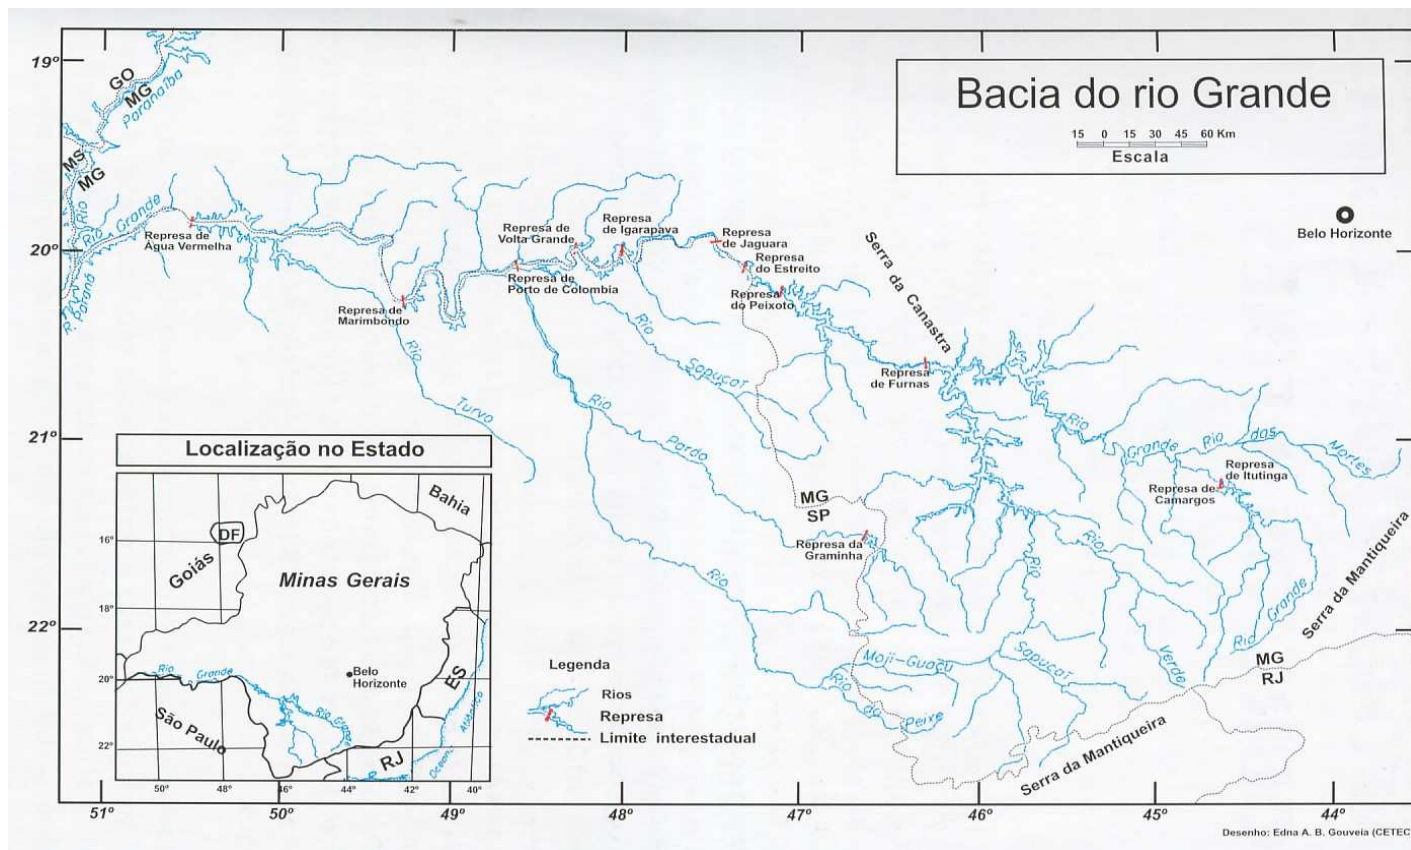 Bacia do rio Grande
15 0 15 30 45 60 Km
Escala
19º
20º
21º
22º
GO
MG
Paranaíba
MS
MG
Rio
R. Paraná
Rio Grande
Represa de
Água Vermelha
Represa de
Marimbondo
Represa de
Volta Grande
Represa de
Porto de Colombia
Represa
de Igarapava
Represa
de Jaguara
Represa
do Estreito
Represa
do Peixoto
Serra da Canastra
Belo Horizonte
Represa
de Furnas
Rio Turvo
Rio Sapucaí
Rio Pardo
Rio
Grande
Rio das Mortes
Represa
de Itutinga
Represa de
Camargos
MG
SP
Represa da
Graminha
Rio
Rio
Rio Verde
Rio Grande
Serra da Mantiqueira
MG
RJ
Moji-Guaçu
Sapucaí
Rio do Peixe
Serra da Mantiqueira
Localização no Estado
Bahia
DF
Goiás
Minas Gerais
16º
18º
20º
22º
Rio Grande
Belo
Horizonte
Rio
São Paulo
ES
RJ
Atlântico
50º 48º 46º 44º 42º 40º
Legenda
Rios
Represa
Limite interestadual
51º 50º 49º 48º 47º 46º 45º 44º
Desenho: Edna A. B. Gouveia (CETEC